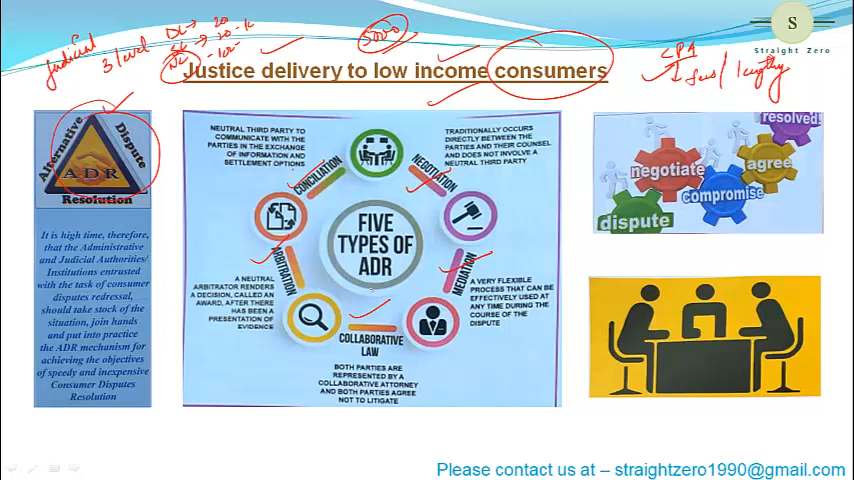 Judicial
3 level
DC → 20
SC → 20-1c
NC
5000
CPA
lengthy
S
Straight Zero
Justice delivery to low income consumers
Alternative
Dispute
ADR
Resolution
It is high time, therefore,
that the Administrative
and Judicial Authorities/
Institutions entrusted
with the task of consumer
disputes redressal,
should take stock of the
situation, join hands
and put into practice
the ADR mechanism for
achieving the objectives
of speedy and inexpensive
Consumer Disputes
Resolution
NEUTRAL THIRD PARTY TO
COMMUNICATE WITH THE
PARTIES IN THE EXCHANGE
OF INFORMATION AND
SETTLEMENT OPTIONS
CONCILIATION
TRADITIONALLY OCCURS
DIRECTLY BETWEEN THE
PARTIES AND THEIR COUNSEL
AND DOES NOT INVOLVE A
NEUTRAL THIRD PARTY
NEGOTIATION
FIVE
TYPES OF
ADR
ARBITRATION
A NEUTRAL
ARBITRATOR RENDERS
A DECISION, CALLED AN
AWARD, AFTER THERE
HAS BEEN A
PRESENTATION OF
EVIDENCE
MEDIATION
A VERY FLEXIBLE
PROCESS THAT CAN BE
EFFECTIVELY USED AT
ANY TIME DURING THE
COURSE OF THE
DISPUTE
COLLABORATIVE
LAW
BOTH PARTIES ARE
REPRESENTED BY A
COLLABORATIVE ATTORNEY
AND BOTH PARTIES AGREE
NOT TO LITIGATE
resolved.
negotiate
agree
compromise
dispute
Please contact us at – straightzero1990@gmail.com